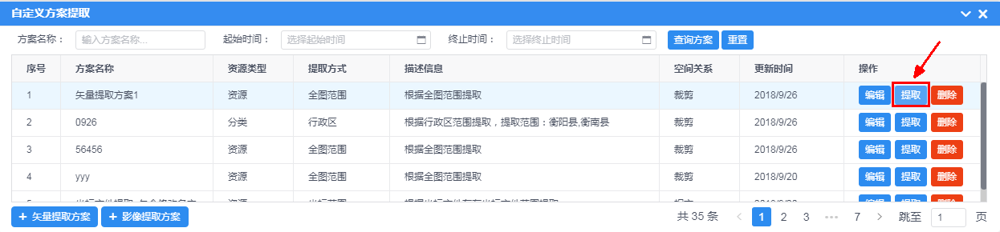 自定义方案提取
方案名称： 输入方案名称... 起始时间： 选择起始时间 终止时间： 选择终止时间 查询方案 重置
序号 方案名称 资源类型 提取方式 描述信息 空间关系 更新时间 操作
1 矢量提取方案1 资源 全图范围 根据全图范围提取 裁剪 2018/9/26 编辑 提取 删除
2 0926 分类 行政区 根据行政区范围提取，提取范围：衡阳县,衡南县 裁剪 2018/9/26 编辑 提取 删除
3 56456 资源 全图范围 根据全图范围提取 裁剪 2018/9/26 编辑 提取 删除
4 yyy 资源 全图范围 根据全图范围提取 裁剪 2018/9/20 编辑 提取 删除
+ 矢量提取方案 + 影像提取方案 共 35 条 < 1 2 3 ••• 7 > 跳至 1 页